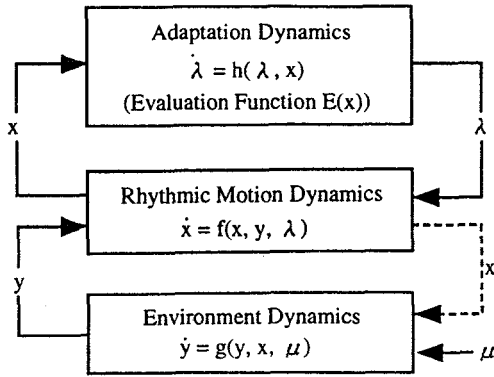 Adaptation Dynamics
λ̇ = h( λ , x)
(Evaluation Function E(x))
x
λ
Rhythmic Motion Dynamics
ẋ = f(x, y, λ )
x
y
Environment Dynamics
ẏ = g(y, x, μ )
μ